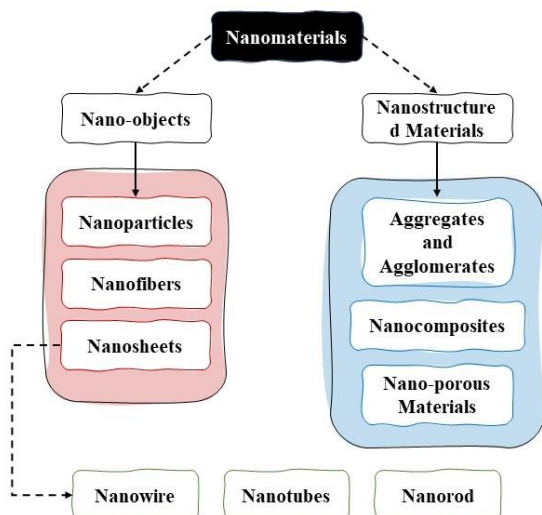 Nanomaterials
Nano-objects
Nanostructure
d Materials
Nanoparticles
Nanofibers
Nanosheets
Aggregates
and
Agglomerates
Nanocomposites
Nano-porous
Materials
Nanowire
Nanotubes
Nanorod